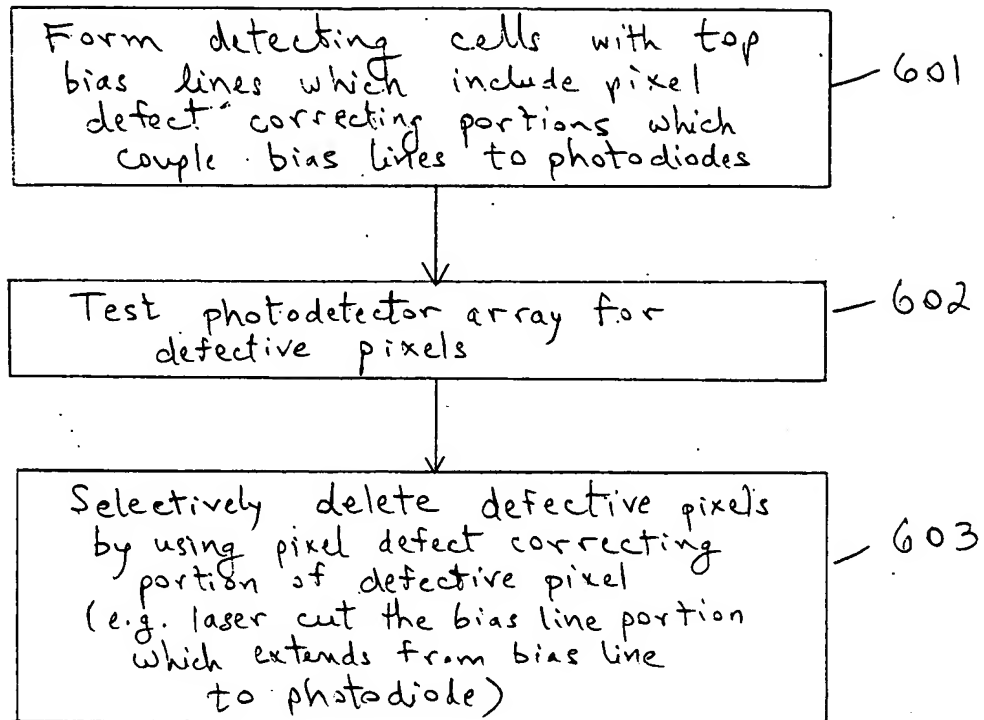 Form detecting cells with top
bias lines which include pixel
defect correcting portions which
couple bias lines to photodiodes
601
Test photodetector array for
defective pixels
602
Selectively delete defective pixels
by using pixel defect correcting
portion of defective pixel
(e.g. laser cut the bias line portion
which extends from bias line
to photodiode)
603